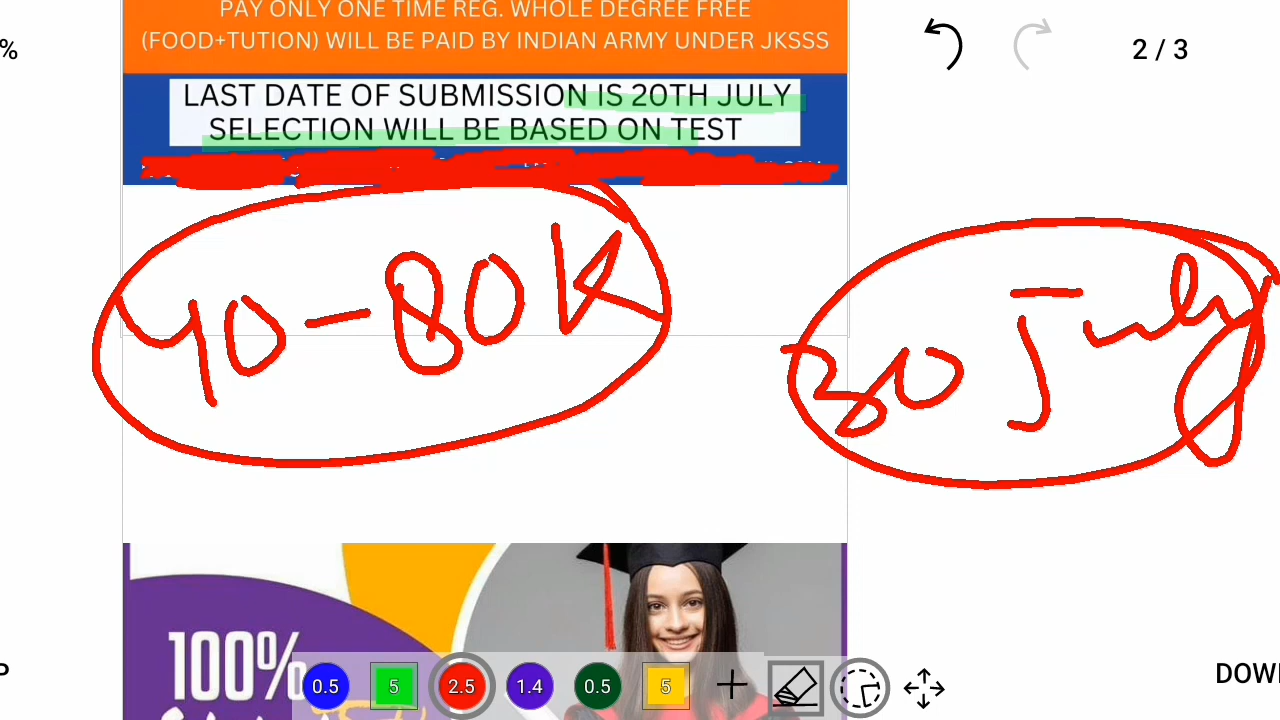 %
PAY ONLY ONE TIME REG. WHOLE DEGREE FREE
(FOOD+TUTION) WILL BE PAID BY INDIAN ARMY UNDER JKSSS
2 / 3
LAST DATE OF SUBMISSION IS 20TH JULY
SELECTION WILL BE BASED ON TEST
40-80K
30 July
100%
0.5
5
2.5
1.4
0.5
5